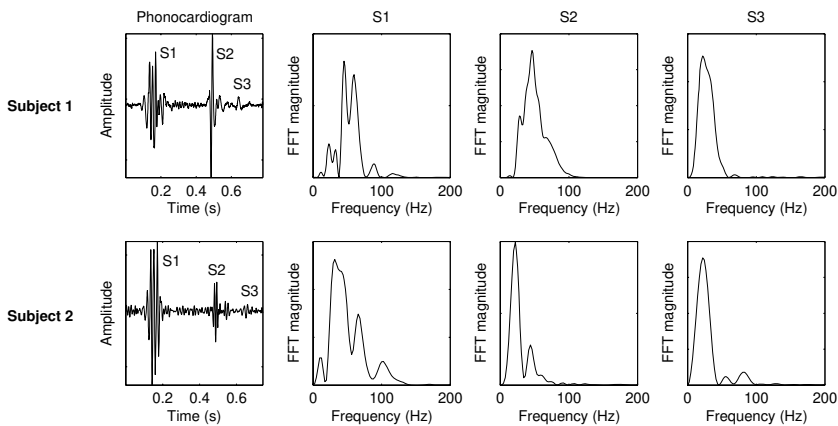 Phonocardiogram S1 S2 S3
Subject 1
Amplitude
S1
S2
S3
0.2 0.4 0.6
Time (s)
FFT magnitude
0 100 200
Frequency (Hz)
FFT magnitude
0 100 200
Frequency (Hz)
FFT magnitude
0 100 200
Frequency (Hz)
Subject 2
Amplitude
S1
S2
S3
0.2 0.4 0.6
Time (s)
FFT magnitude
0 100 200
Frequency (Hz)
FFT magnitude
0 100 200
Frequency (Hz)
FFT magnitude
0 100 200
Frequency (Hz)